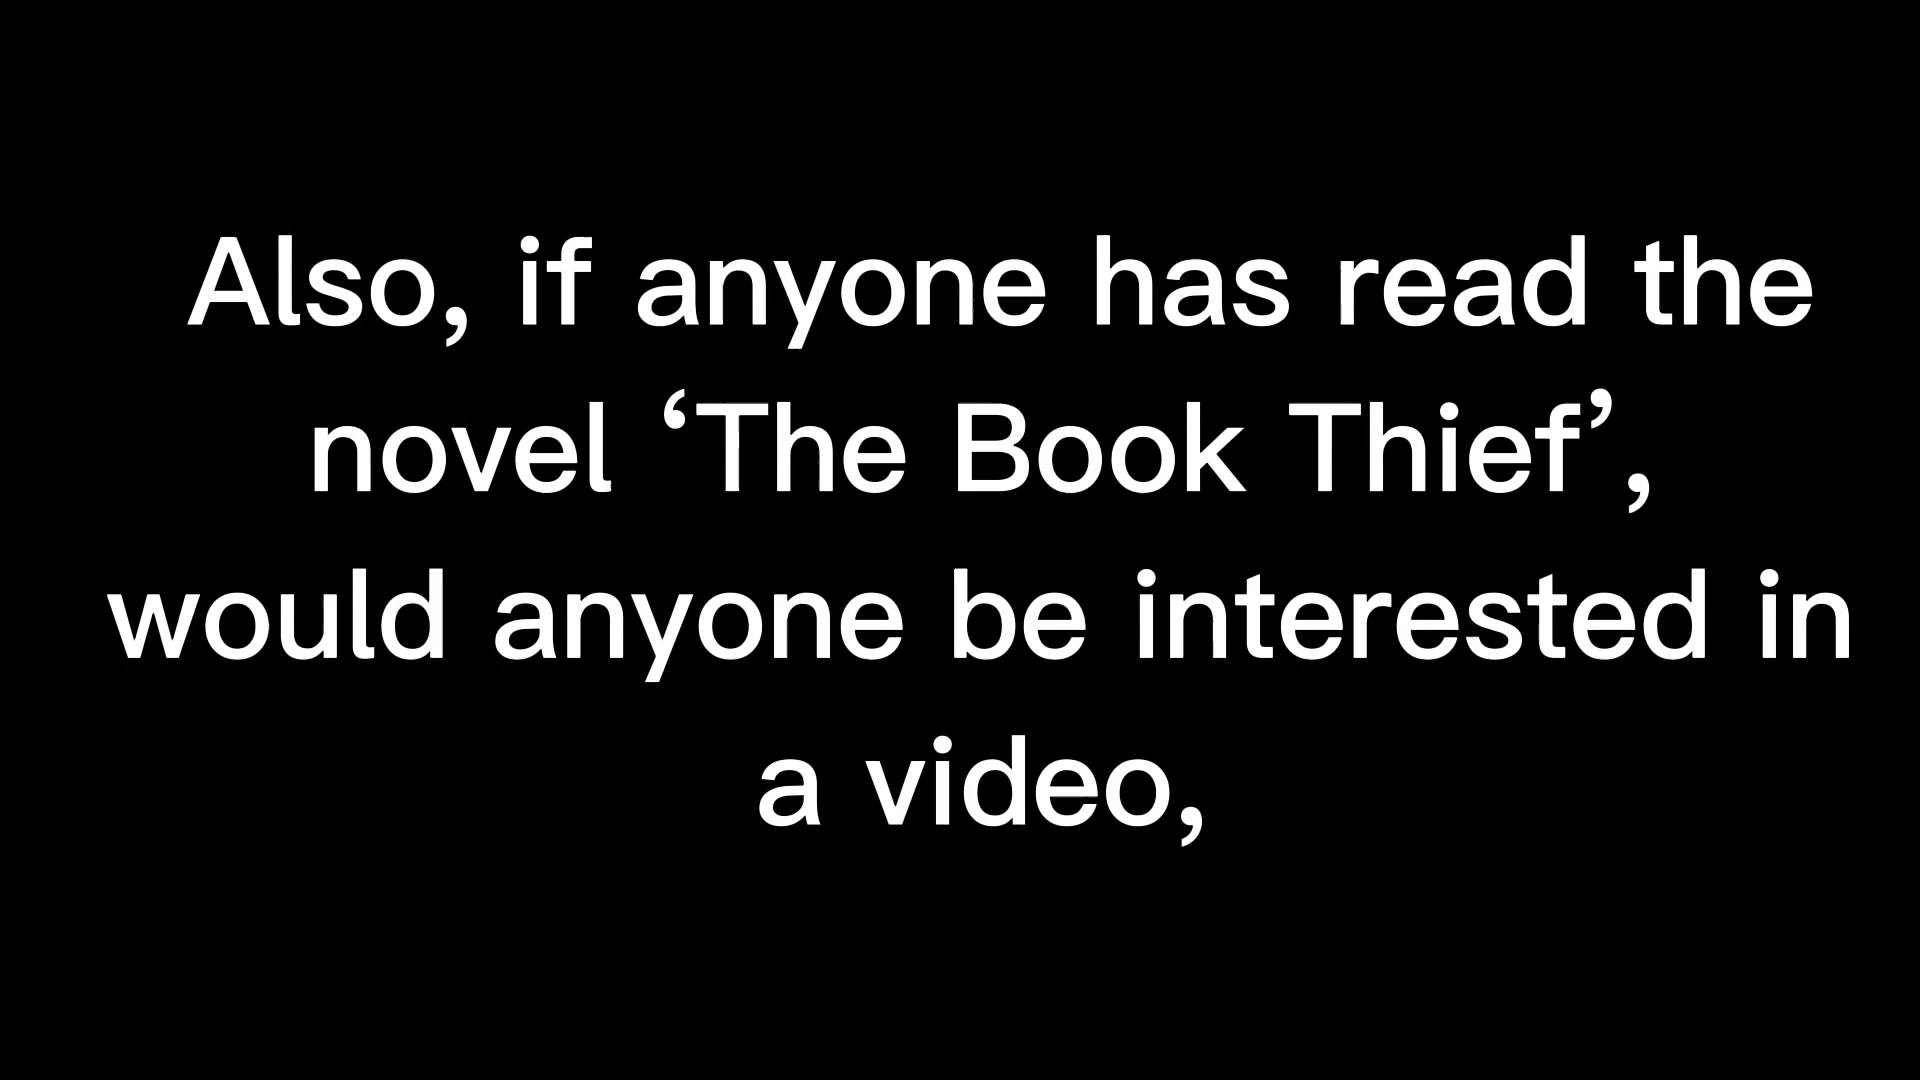 Also, if anyone has read the
novel ‘The Book Thief’,
would anyone be interested in
a video,